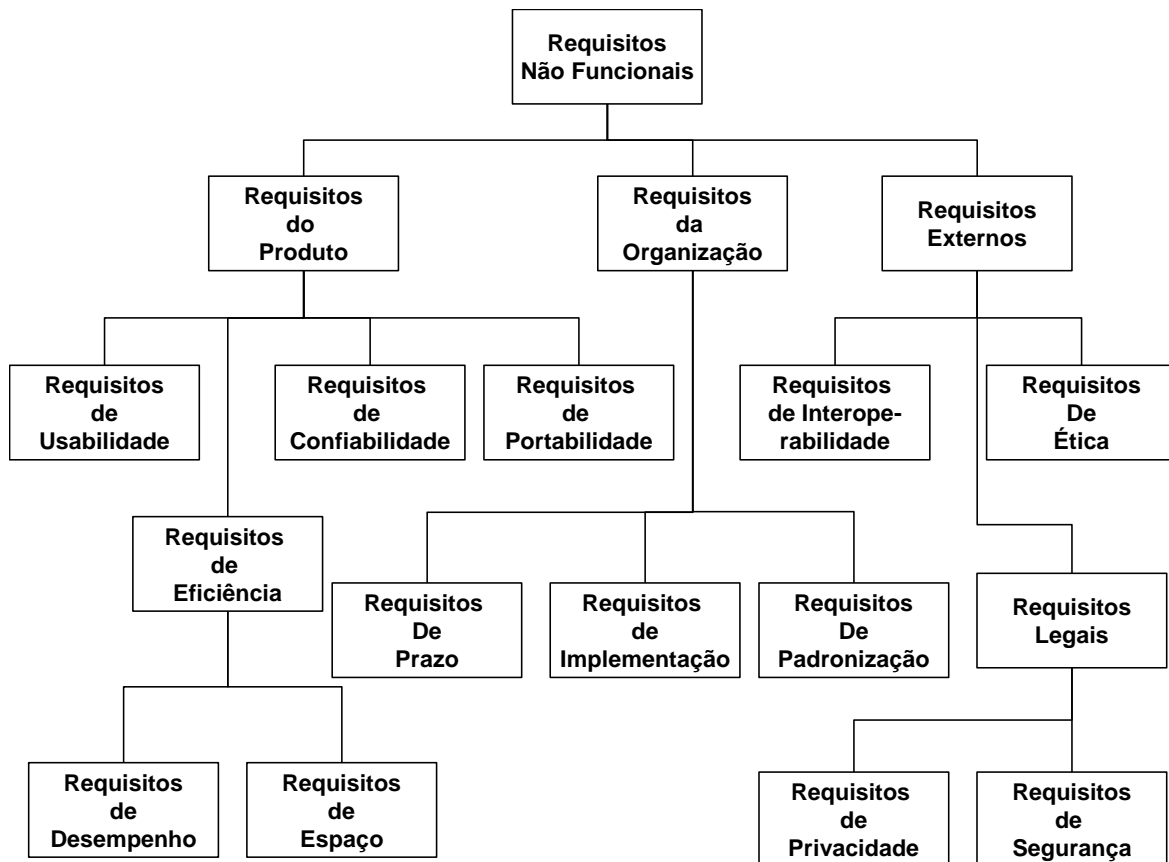 Requisitos
Não Funcionais
Requisitos
do
Produto
Requisitos
da
Organização
Requisitos
Externos
Requisitos
de
Usabilidade
Requisitos
de
Confiabilidade
Requisitos
de
Portabilidade
Requisitos
de Interope-
rabilidade
Requisitos
De
Ética
Requisitos
de
Eficiência
Requisitos
De
Prazo
Requisitos
de
Implementação
Requisitos
De
Padronização
Requisitos
Legais
Requisitos
de
Desempenho
Requisitos
de
Espaço
Requisitos
de
Privacidade
Requisitos
de
Segurança